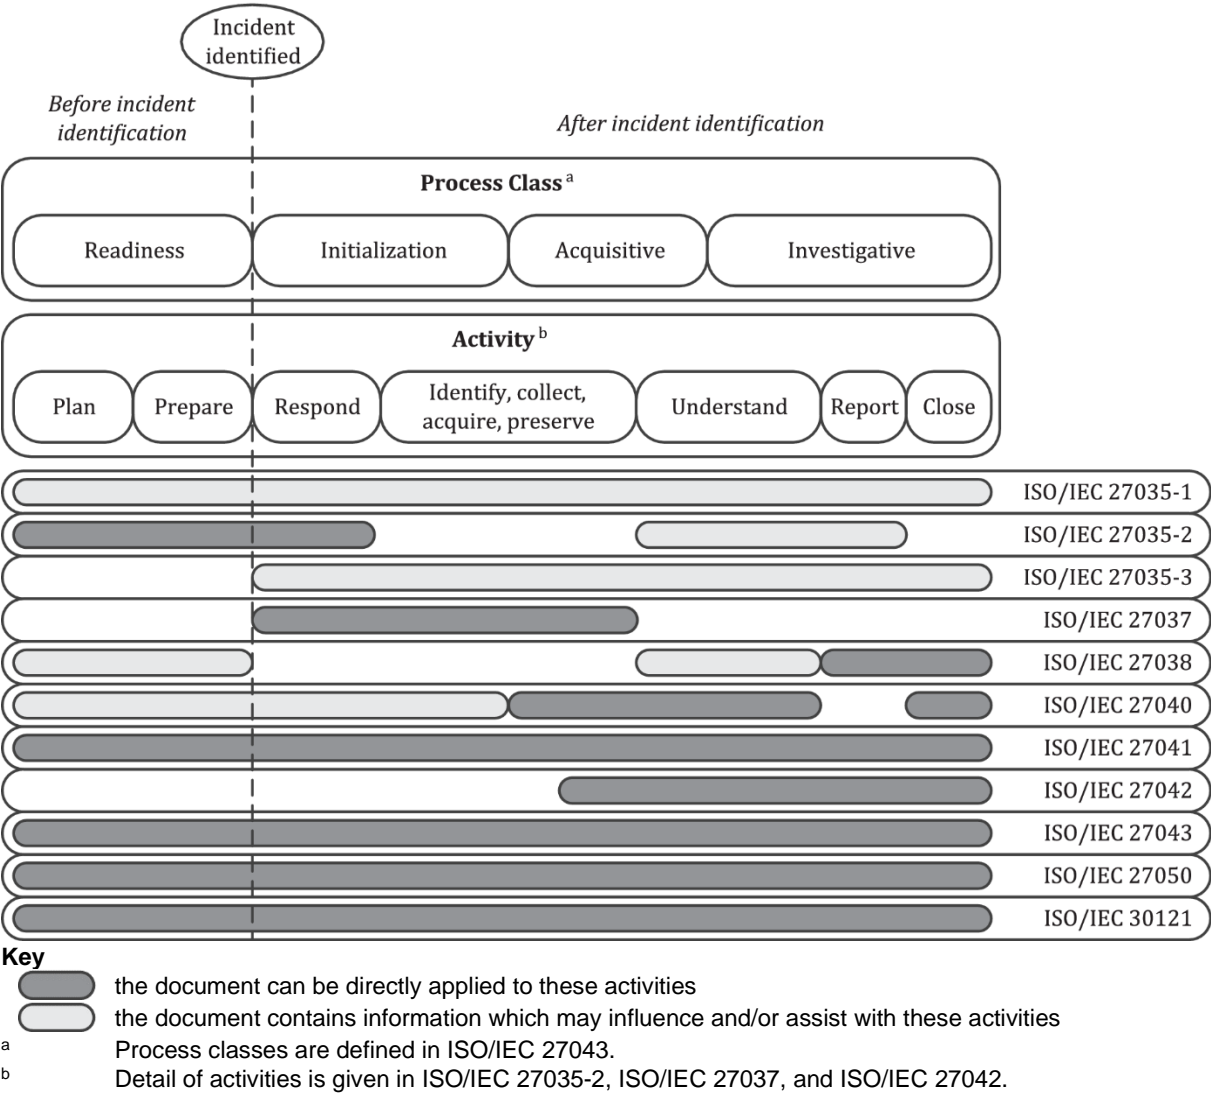 Incident
identified
Before incident
identification
After incident identification
Process Class a
Readiness
Initialization
Acquisitive
Investigative
Activity b
Plan
Prepare
Respond
Identify, collect,
acquire, preserve
Understand
Report
Close
ISO/IEC 27035-1
ISO/IEC 27035-2
ISO/IEC 27035-3
ISO/IEC 27037
ISO/IEC 27038
ISO/IEC 27040
ISO/IEC 27041
ISO/IEC 27042
ISO/IEC 27043
ISO/IEC 27050
ISO/IEC 30121
Key
the document can be directly applied to these activities
the document contains information which may influence and/or assist with these activities
a Process classes are defined in ISO/IEC 27043.
b Detail of activities is given in ISO/IEC 27035-2, ISO/IEC 27037, and ISO/IEC 27042.